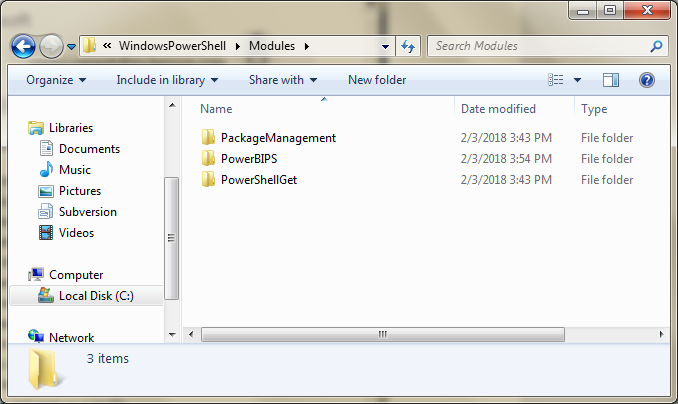 « WindowsPowerShell Modules Search Modules
Organize Include in library Share with New folder
Name Date modified Type
Libraries
Documents
Music
Pictures
Subversion
Videos
Computer
Local Disk (C:)
Network
PackageManagement 2/3/2018 3:43 PM File folder
PowerBIPS 2/3/2018 3:54 PM File folder
PowerShellGet 2/3/2018 3:43 PM File folder
3 items